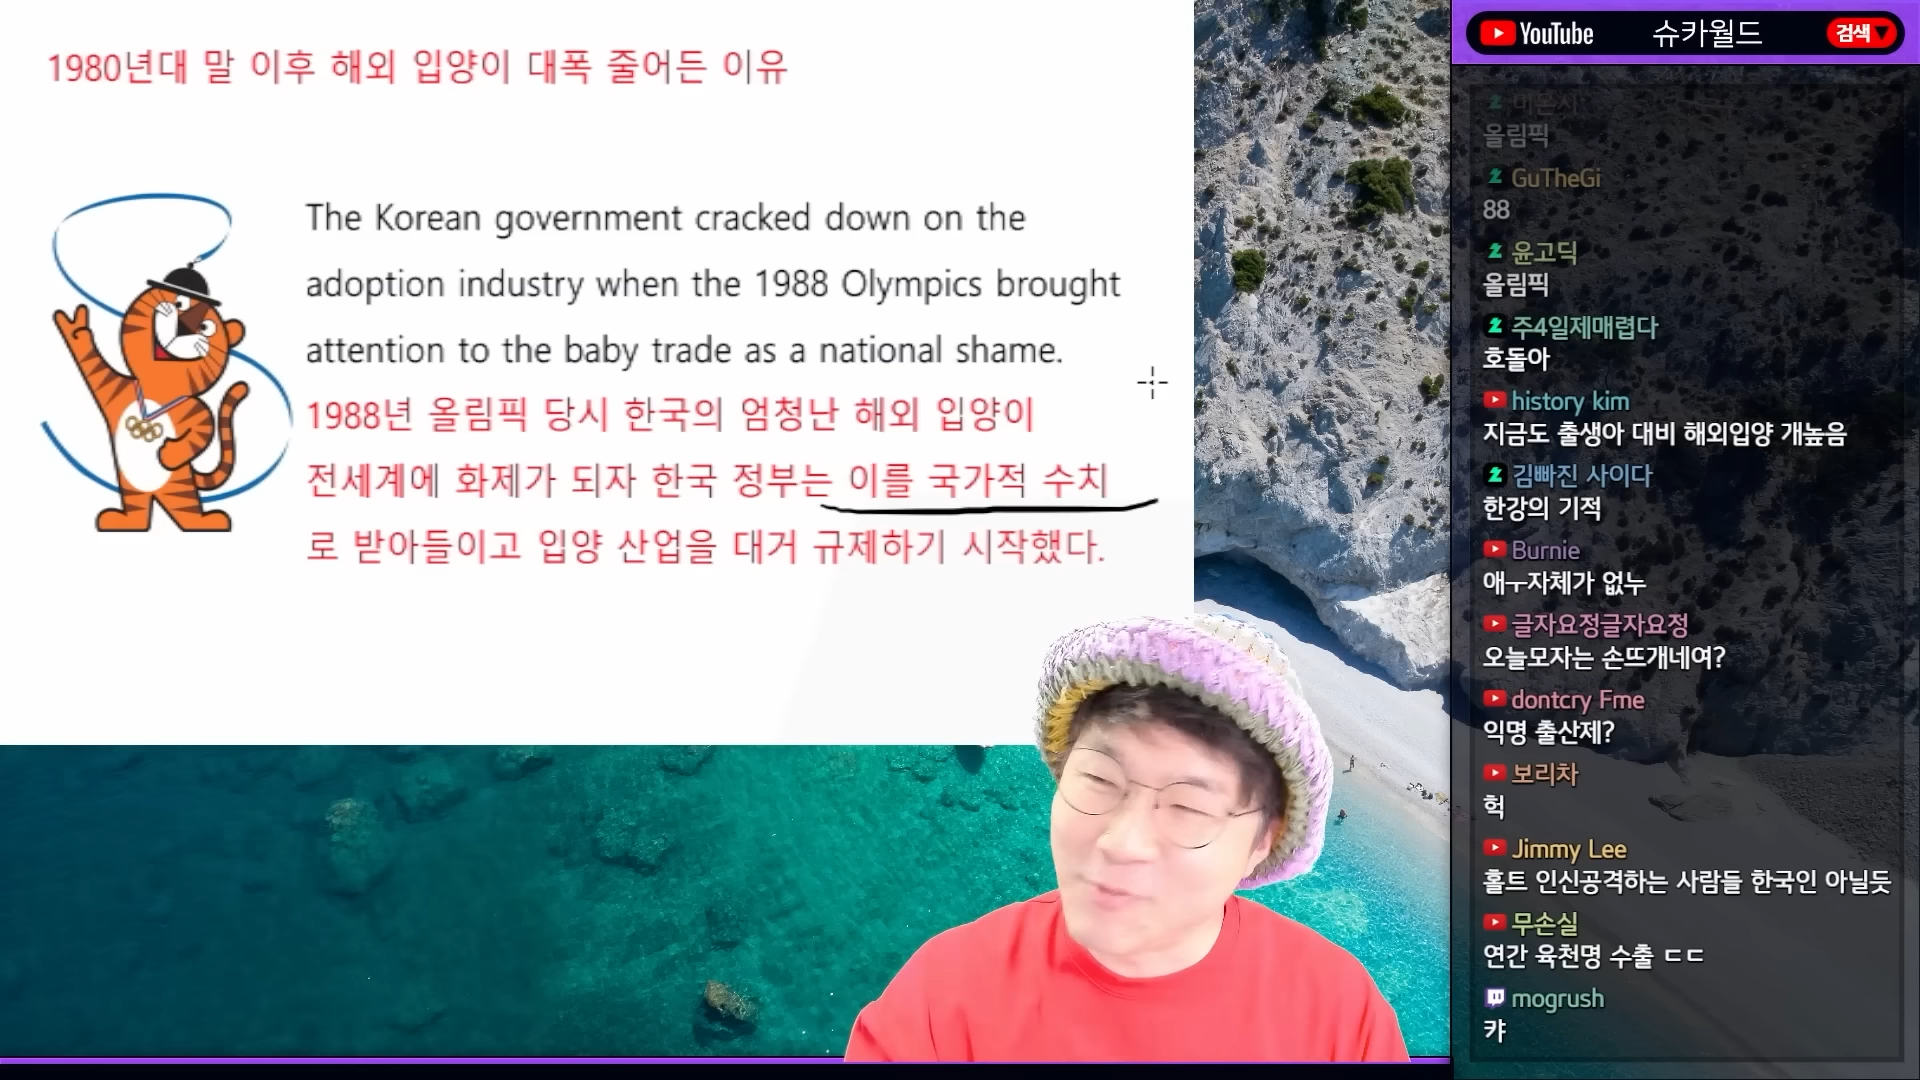 1980년대 말 이후 해외 입양이 대폭 줄어든 이유
The Korean government cracked down on the
adoption industry when the 1988 Olympics brought
attention to the baby trade as a national shame.
1988년 올림픽 당시 한국의 엄청난 해외 입양이
전세계에 화제가 되자 한국 정부는 이를 국가적 수치
로 받아들이고 입양 산업을 대거 규제하기 시작했다.
YouTube 슈카월드 검색
올림픽
GuTheGi
88
윤고딕
올림픽
주4일제매렵다
호돌아
history kim
지금도 출생아 대비 해외입양 개높음
김빠진 사이다
한강의 기적
Burnie
애ㅜ자체가 없누
글자요정글자요정
오늘모자는 손뜨개네여?
dontcry Fme
익명 출산제?
보리차
헉
Jimmy Lee
홀트 인신공격하는 사람들 한국인 아닐듯
무손실
연간 육천명 수출 ㄷㄷ
mogrush
캬